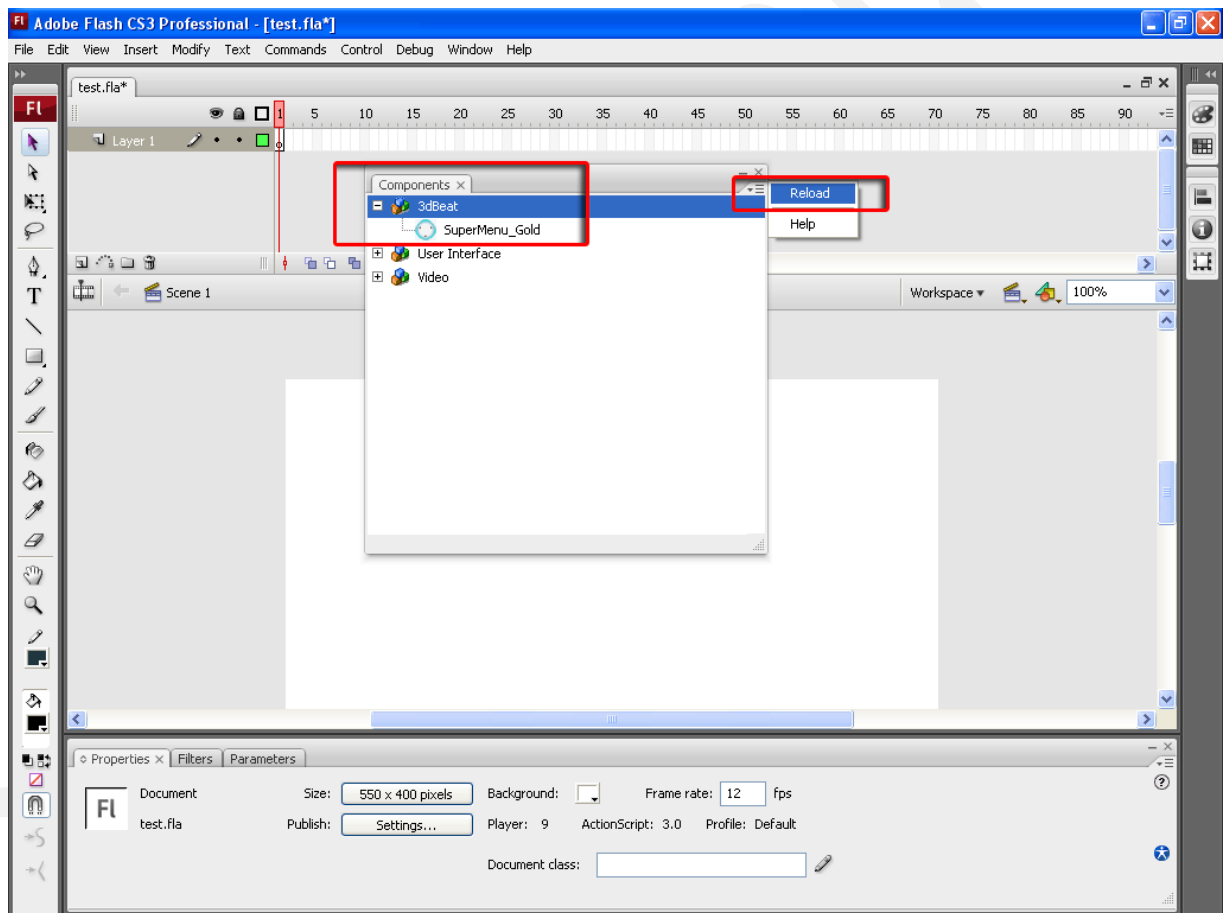 Fl Adobe Flash CS3 Professional - [test.fla*]
File Edit View Insert Modify Text Commands Control Debug Window Help
test.fla*
Fl
1 5 10 15 20 25 30 35 40 45 50 55 60 65 70 75 80 85 90
Layer 1
Components ×
Reload
3dBeat
SuperMenu_Gold
Help
User Interface
Video
Scene 1
Workspace
100%
T
Properties × Filters Parameters
Fl
Document
Size: 550 x 400 pixels Background: Frame rate: 12 fps
test.fla
Publish: Settings... Player: 9 ActionScript: 3.0 Profile: Default
Document class: